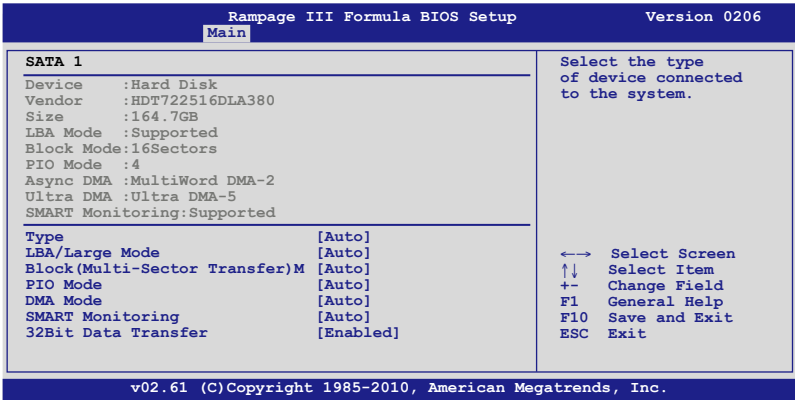 Rampage III Formula BIOS Setup Version 0206
Main
SATA 1
Device :Hard Disk
Vendor :HDT722516DLA380
Size :164.7GB
LBA Mode :Supported
Block Mode:16Sectors
PIO Mode :4
Async DMA :MultiWord DMA-2
Ultra DMA :Ultra DMA-5
SMART Monitoring:Supported
Type [Auto]
LBA/Large Mode [Auto]
Block(Multi-Sector Transfer)M [Auto]
PIO Mode [Auto]
DMA Mode [Auto]
SMART Monitoring [Auto]
32Bit Data Transfer [Enabled]
Select the type
of device connected
to the system.
←→ Select Screen
↑↓ Select Item
+- Change Field
F1 General Help
F10 Save and Exit
ESC Exit
v02.61 (C)Copyright 1985-2010, American Megatrends, Inc.